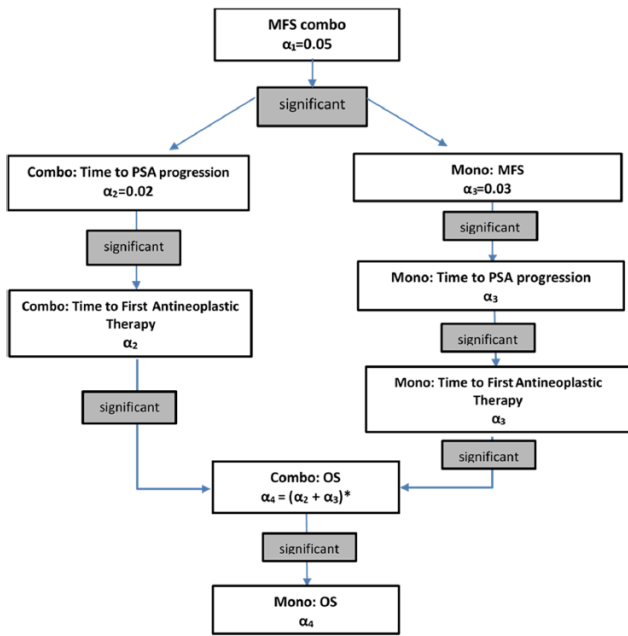 MFS combo
α₁=0.05
significant
Combo: Time to PSA progression
α₂=0.02
significant
Combo: Time to First Antineoplastic
Therapy
α₂
significant
Mono: MFS
α₃=0.03
significant
Mono: Time to PSA progression
α₃
significant
Mono: Time to First Antineoplastic
Therapy
α₃
significant
Combo: OS
α₄ = (α₂ + α₃)*
significant
Mono: OS
α₄